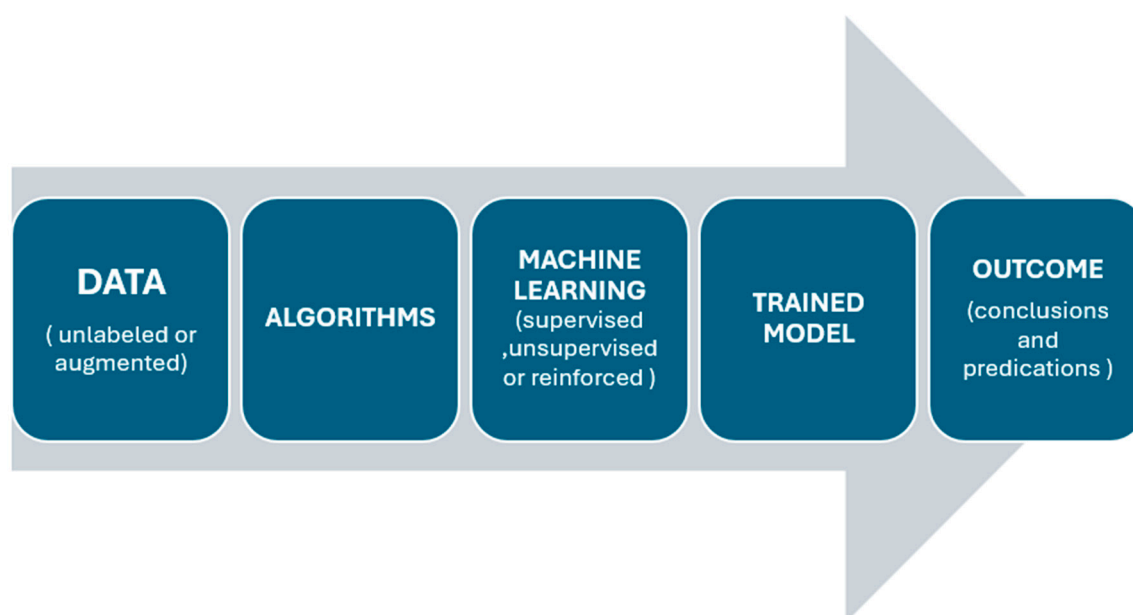 DATA
( unlabeled or
augmented)
ALGORITHMS
MACHINE
LEARNING
(supervised
,unsupervised
or reinforced )
TRAINED
MODEL
OUTCOME
(conclusions
and
predications )